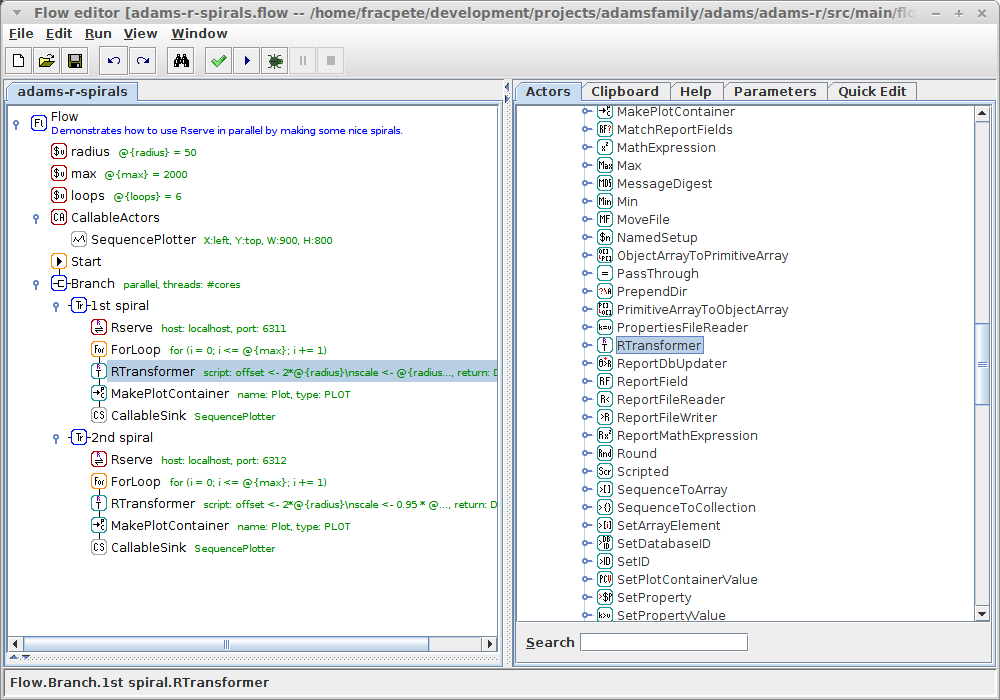 Flow editor [adams-r-spirals.flow -- /home/fracpete/development/projects/adamsfamily/adams/adams-r/src/main/flo
File Edit Run View Window
adams-r-spirals
Flow
Demonstrates how to use Rserve in parallel by making some nice spirals.
radius @{radius} = 50
max @{max} = 2000
loops @{loops} = 6
CallableActors
SequencePlotter X:left, Y:top, W:900, H:800
Start
Branch parallel, threads: #cores
1st spiral
Rserve host: localhost, port: 6311
ForLoop for (i = 0; i <= @{max}; i += 1)
RTransformer script: offset <- 2*@{radius}\nscale <- @{radius..., return: D
MakePlotContainer name: Plot, type: PLOT
CallableSink SequencePlotter
2nd spiral
Rserve host: localhost, port: 6312
ForLoop for (i = 0; i <= @{max}; i += 1)
RTransformer script: offset <- 2*@{radius}\nscale <- 0.95 * @..., return: D
MakePlotContainer name: Plot, type: PLOT
CallableSink SequencePlotter
Actors Clipboard Help Parameters Quick Edit
MakePlotContainer
MatchReportFields
MathExpression
Max
MessageDigest
Min
MoveFile
NamedSetup
ObjectArrayToPrimitiveArray
PassThrough
PrependDir
PrimitiveArrayToObjectArray
PropertiesFileReader
RTransformer
ReportDbUpdater
ReportField
ReportFileReader
ReportFileWriter
ReportMathExpression
Round
Scripted
SequenceToArray
SequenceToCollection
SetArrayElement
SetDatabaseID
SetID
SetPlotContainerValue
SetProperty
SetPropertyValue
Search
Flow.Branch.1st spiral.RTransformer